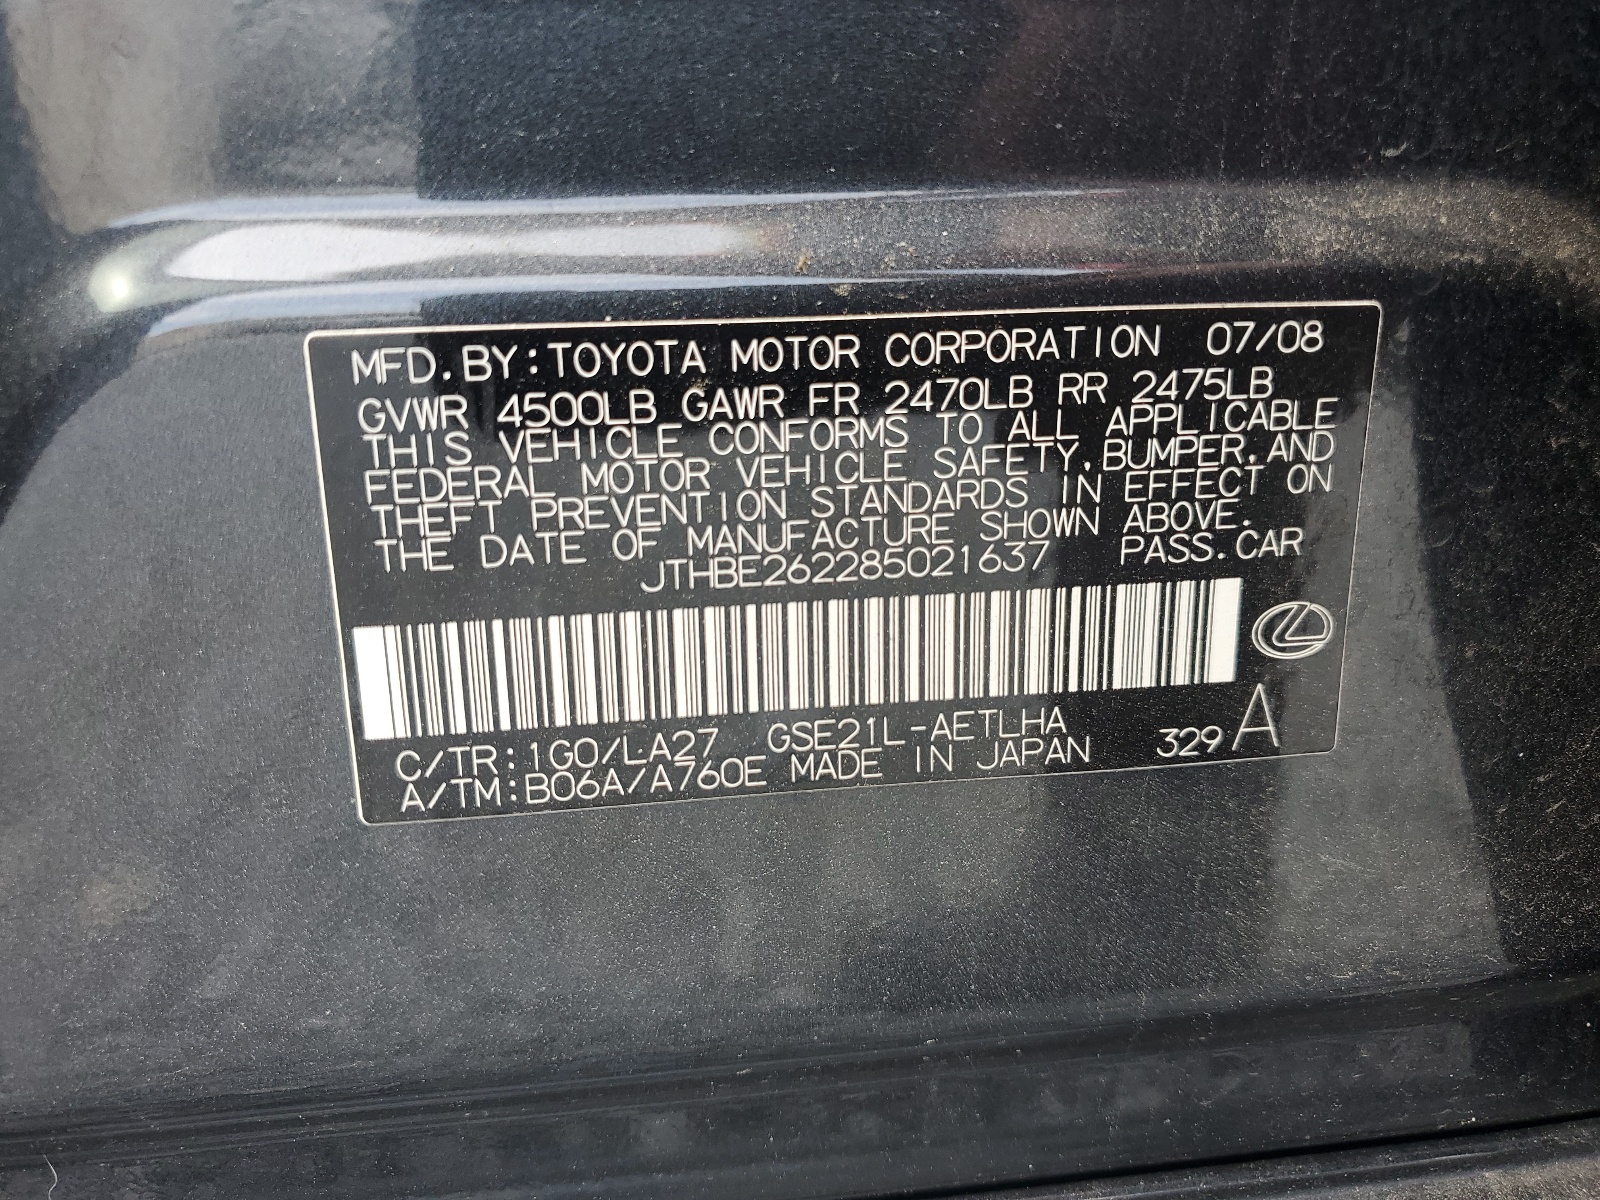 MFD. BY: TOYOTA MOTOR CORPORATION 07/08
GVWR 4500LB GAWR FR 2470LB RR 2475LB
THIS VEHICLE CONFORMS TO ALL APPLICABLE
FEDERAL MOTOR VEHICLE SAFETY, BUMPER, AND
THEFT PREVENTION STANDARDS IN EFFECT ON
THE DATE OF MANUFACTURE SHOWN ABOVE.
JTHBE262285021637 PASS. CAR
C/TR: 1G0/LA27 GSE21L-AETLHA
A/TM: B06A/A760E MADE IN JAPAN 329 A